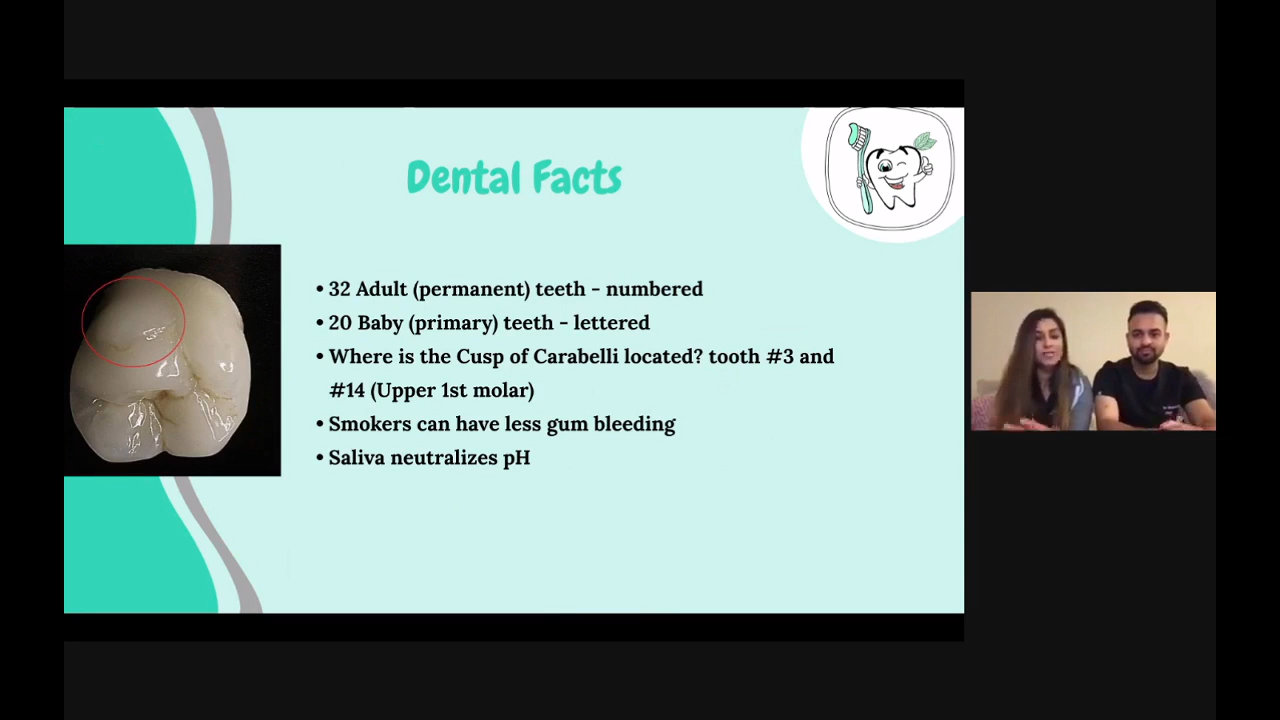 Dental Facts
• 32 Adult (permanent) teeth - numbered
• 20 Baby (primary) teeth - lettered
• Where is the Cusp of Carabelli located? tooth #3 and
#14 (Upper 1st molar)
• Smokers can have less gum bleeding
• Saliva neutralizes pH